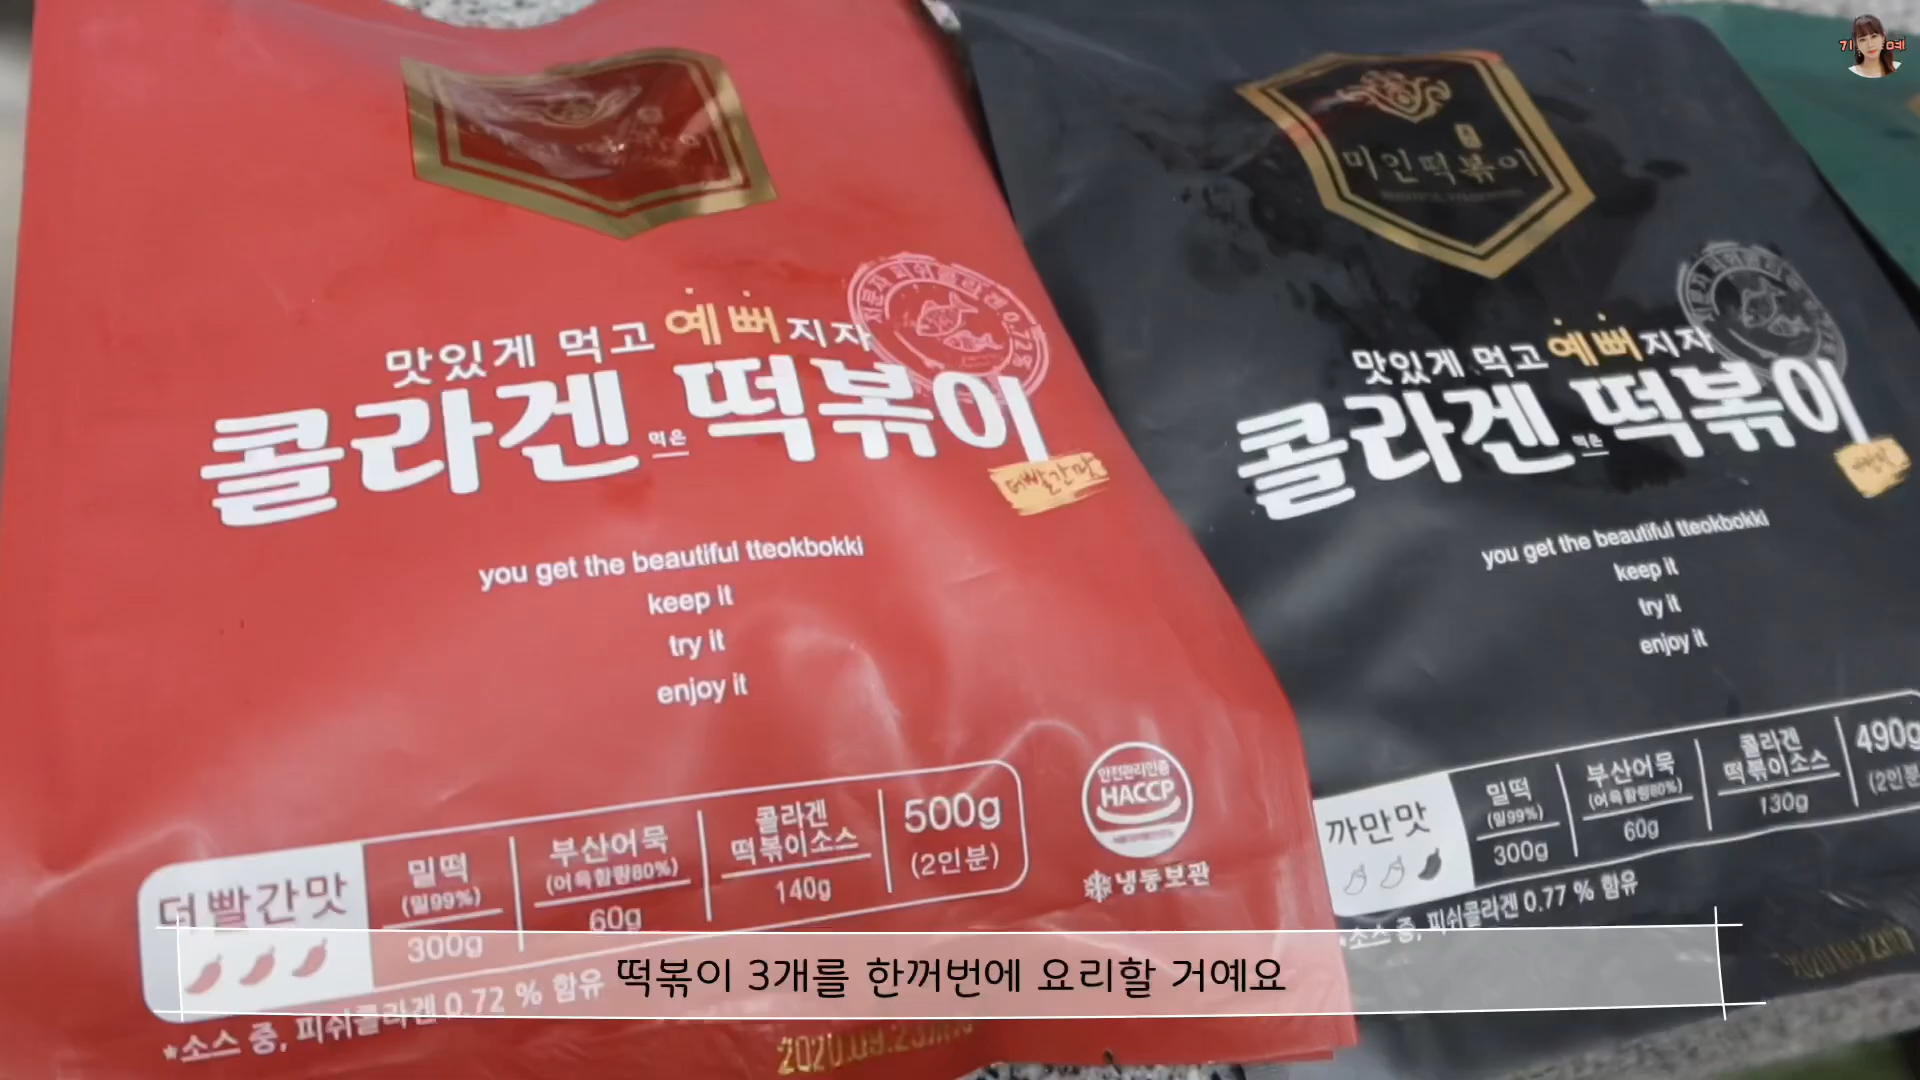 맛있게 먹고 예뻐지자
콜라겐 먹은 떡볶이
더빨간맛
you get the beautiful tteokbokki
keep it
try it
enjoy it
더빨간맛
밀떡
(밀99%)
300g
부산어묵
(어육함량80%)
60g
콜라겐
떡볶이소스
140g
500g
(2인분)
*소스 중, 피쉬콜라겐 0.72 % 함유
안전관리인증
HACCP
냉동보관
미인떡볶이
맛있게 먹고 예뻐지자
콜라겐 먹은 떡볶이
you get the beautiful tteokbokki
keep it
try it
enjoy it
까만맛
밀떡
(밀99%)
300g
부산어묵
(어육함량80%)
60g
콜라겐
떡볶이소스
130g
490g
(2인분
*소스 중, 피쉬콜라겐 0.77 % 함유
떡볶이 3개를 한꺼번에 요리할 거예요